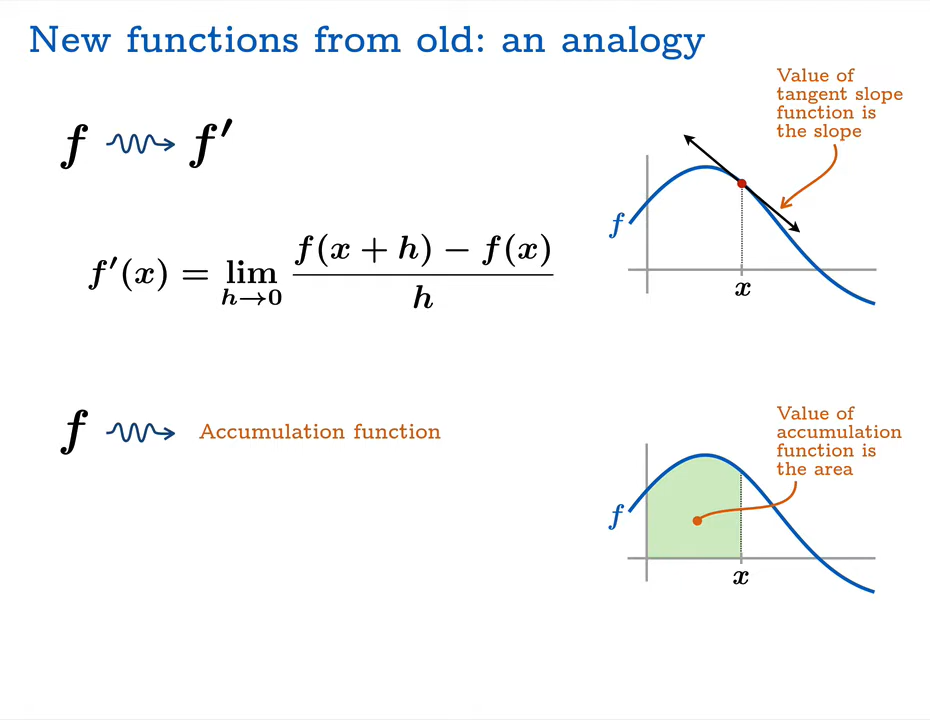 New functions from old: an analogy
f ⇝ f′
f′(x) = lim h→0 f(x + h) − f(x) / h
Value of
tangent slope
function is
the slope
f
x
f ⇝ Accumulation function
Value of
accumulation
function is
the area
f
x